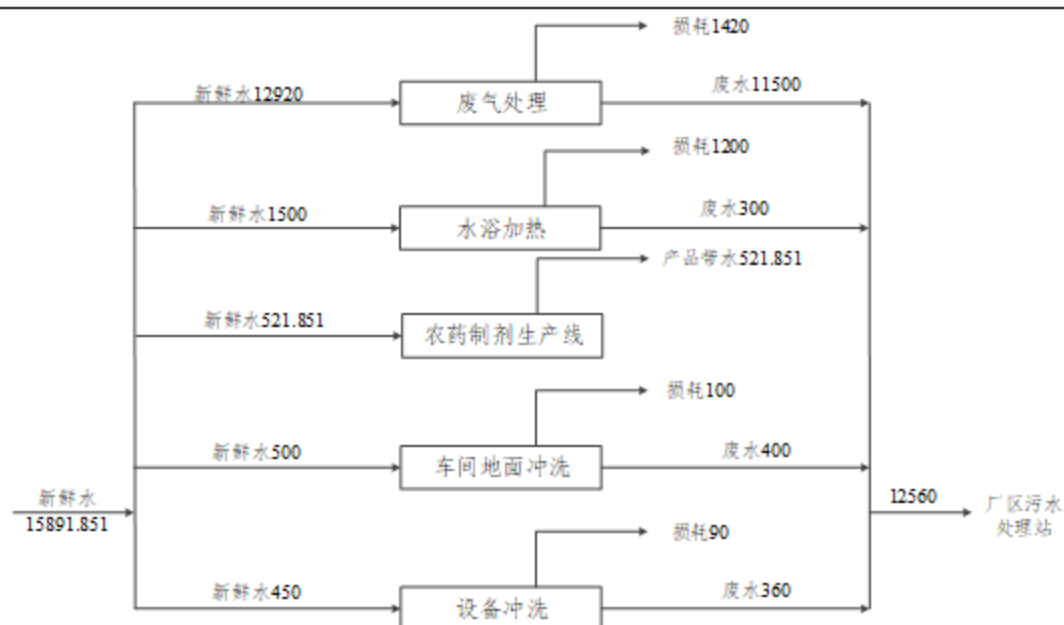 损耗1420
新鲜水12920
废气处理
废水11500
损耗1200
新鲜水1500
水浴加热
废水300
产品带水521.851
新鲜水521.851
农药制剂生产线
损耗100
新鲜水500
车间地面冲洗
废水400
新鲜水
15891.851
12560
厂区污水
处理站
损耗90
新鲜水450
设备冲洗
废水360